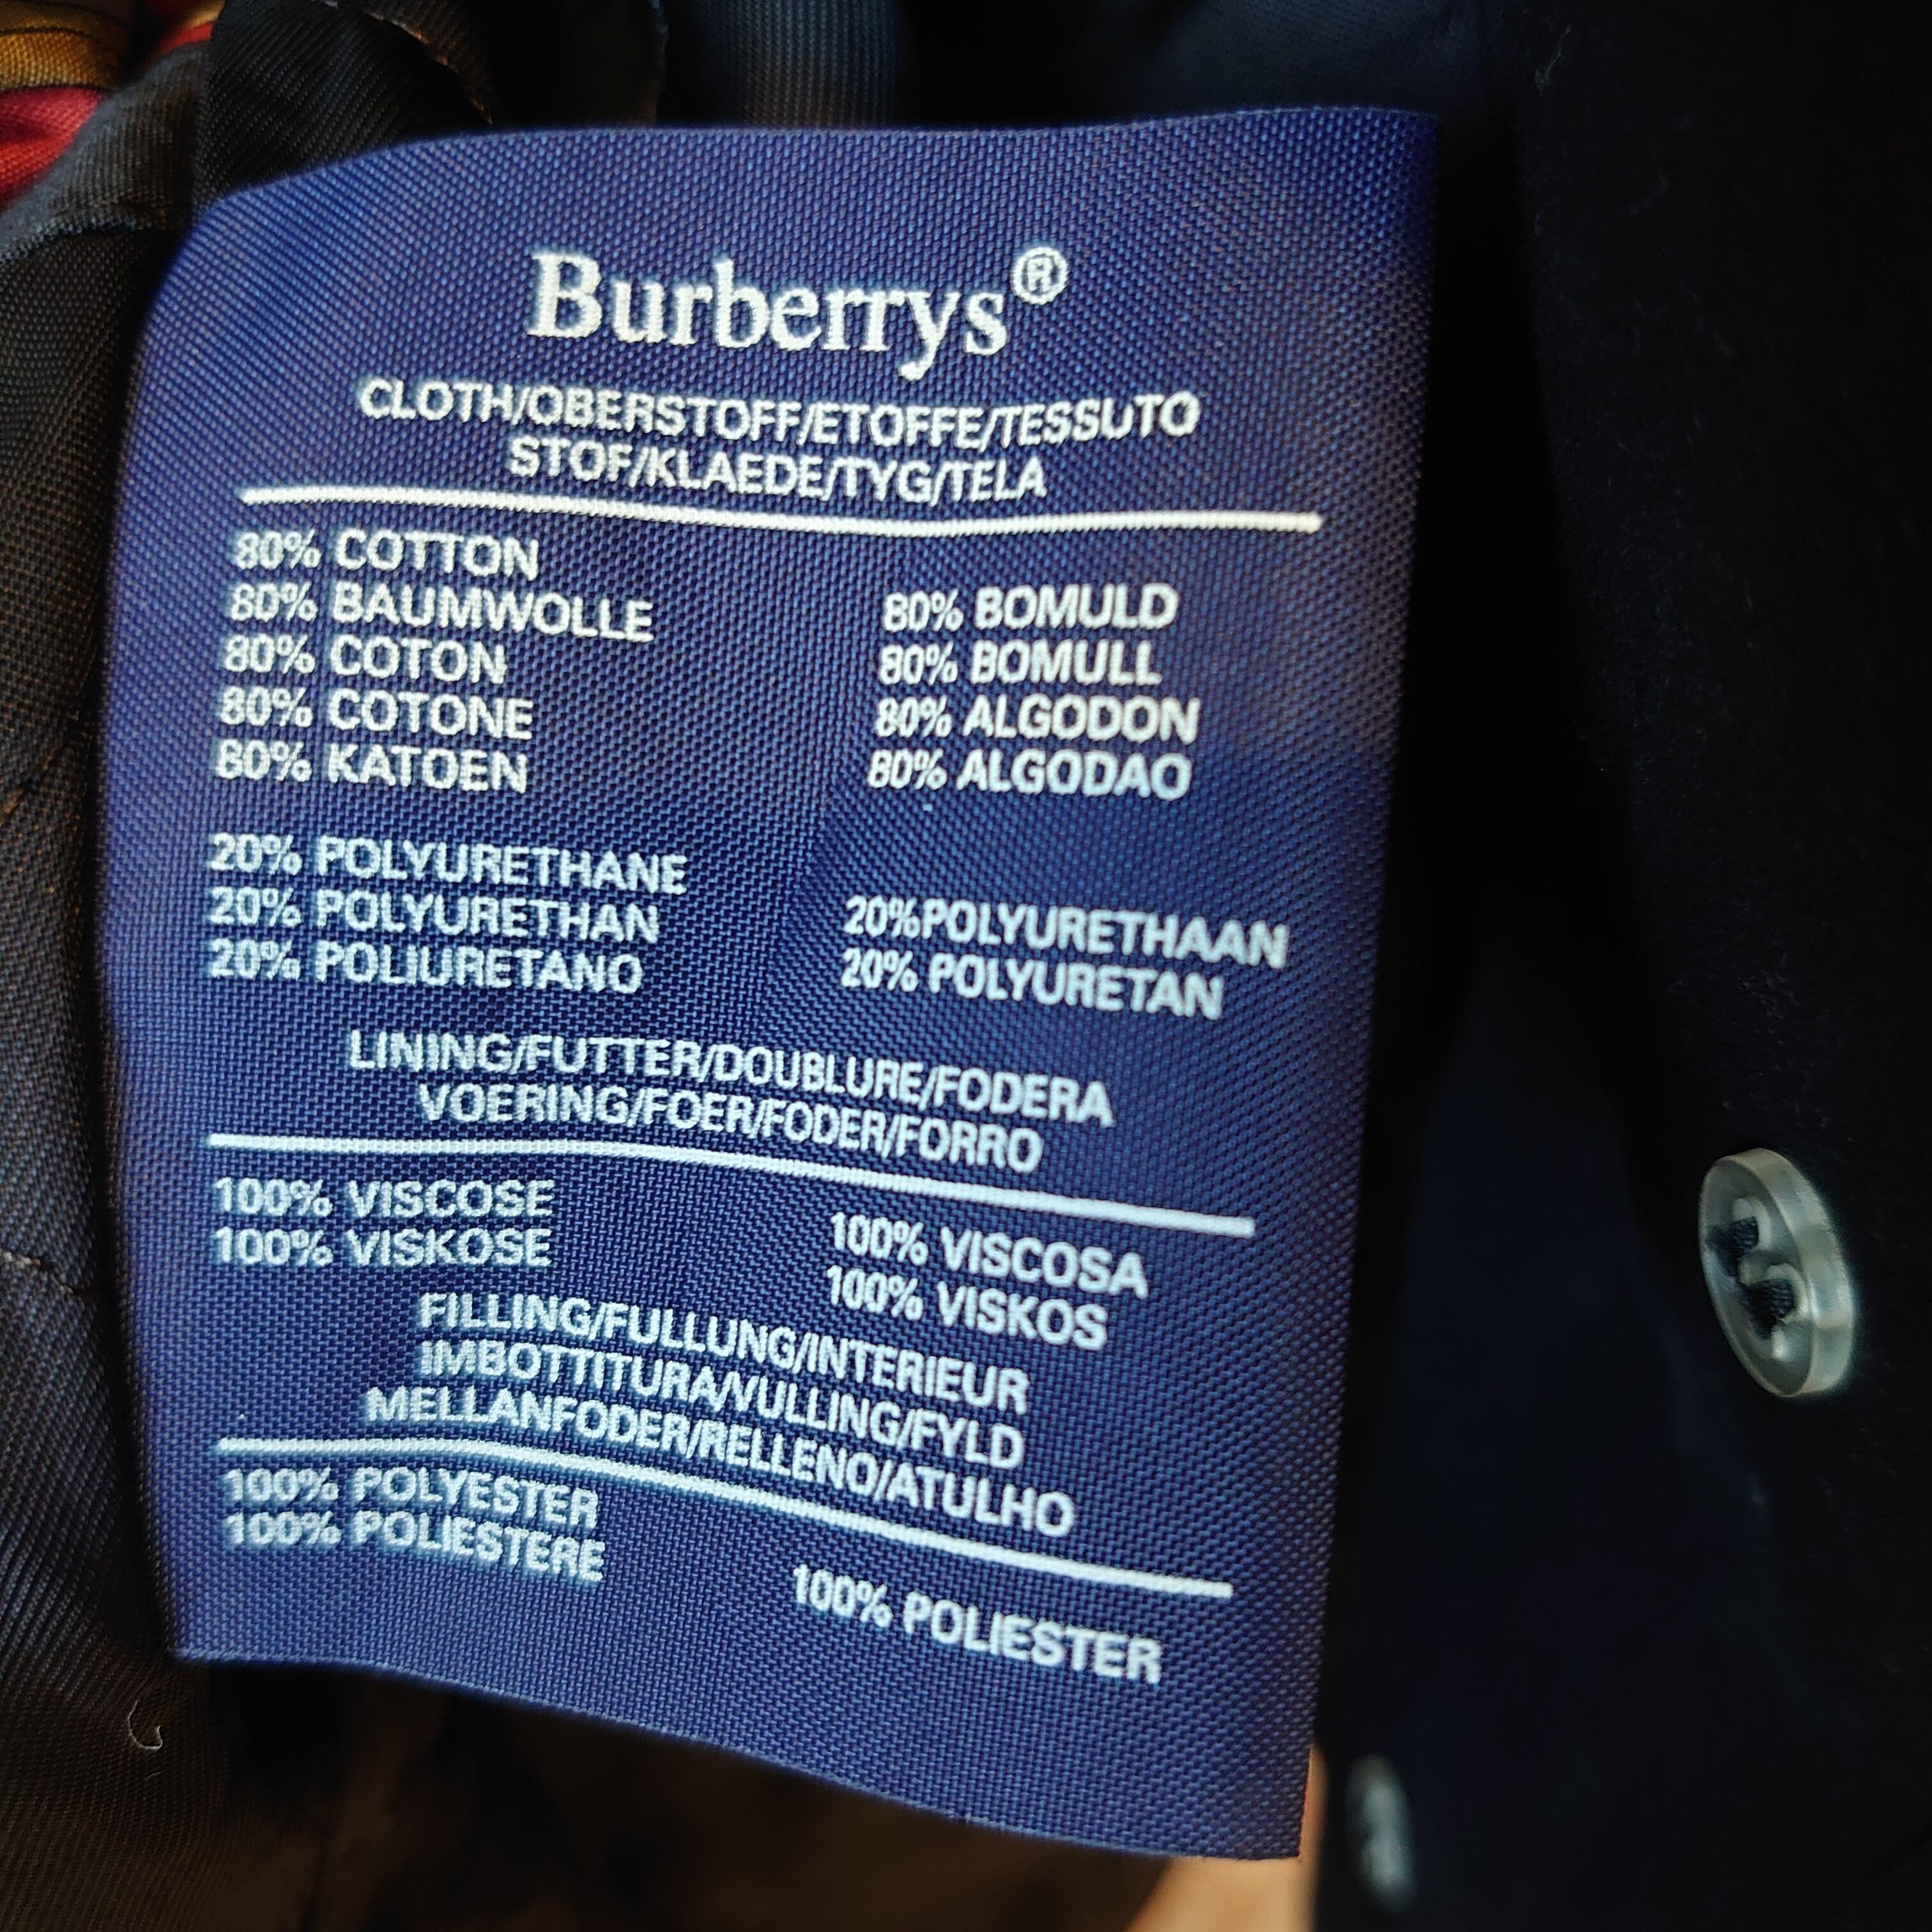 Burberrys®
CLOTH/OBERSTOFF/ETOFFE/TESSUTO
STOF/KLAEDE/TYG/TELA
80% COTTON
80% BAUMWOLLE
80% COTON
80% COTONE
80% KATOEN
80% BOMULD
80% BOMULL
80% ALGODON
80% ALGODAO
20% POLYURETHANE
20% POLYURETHAN
20% POLIURETANO
20%POLYURETHAAN
20% POLYURETAN
LINING/FUTTER/DOUBLURE/FODERA
VOERING/FOER/FODER/FORRO
100% VISCOSE
100% VISKOSE
100% VISCOSA
100% VISKOS
FILLING/FULLUNG/INTERIEUR
IMBOTTITURA/VULLING/FYLD
MELLANFODER/RELLENO/ATULHO
100% POLYESTER
100% POLIESTERE
100% POLIESTER